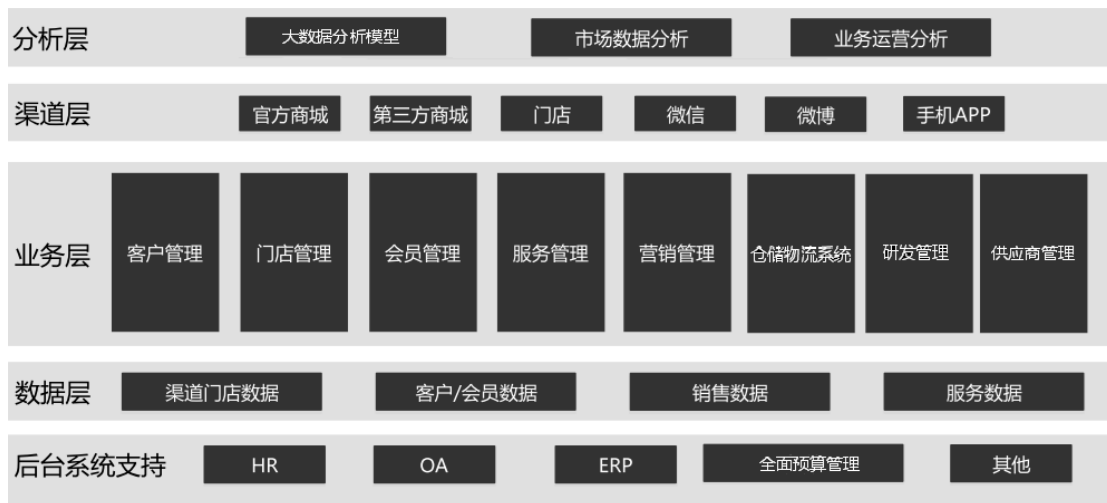 分析层
大数据分析模型
市场数据分析
业务运营分析
渠道层
官方商城
第三方商城
门店
微信
微博
手机APP
业务层
客户管理
门店管理
会员管理
服务管理
营销管理
仓储物流系统
研发管理
供应商管理
数据层
渠道门店数据
客户/会员数据
销售数据
服务数据
后台系统支持
HR
OA
ERP
全面预算管理
其他